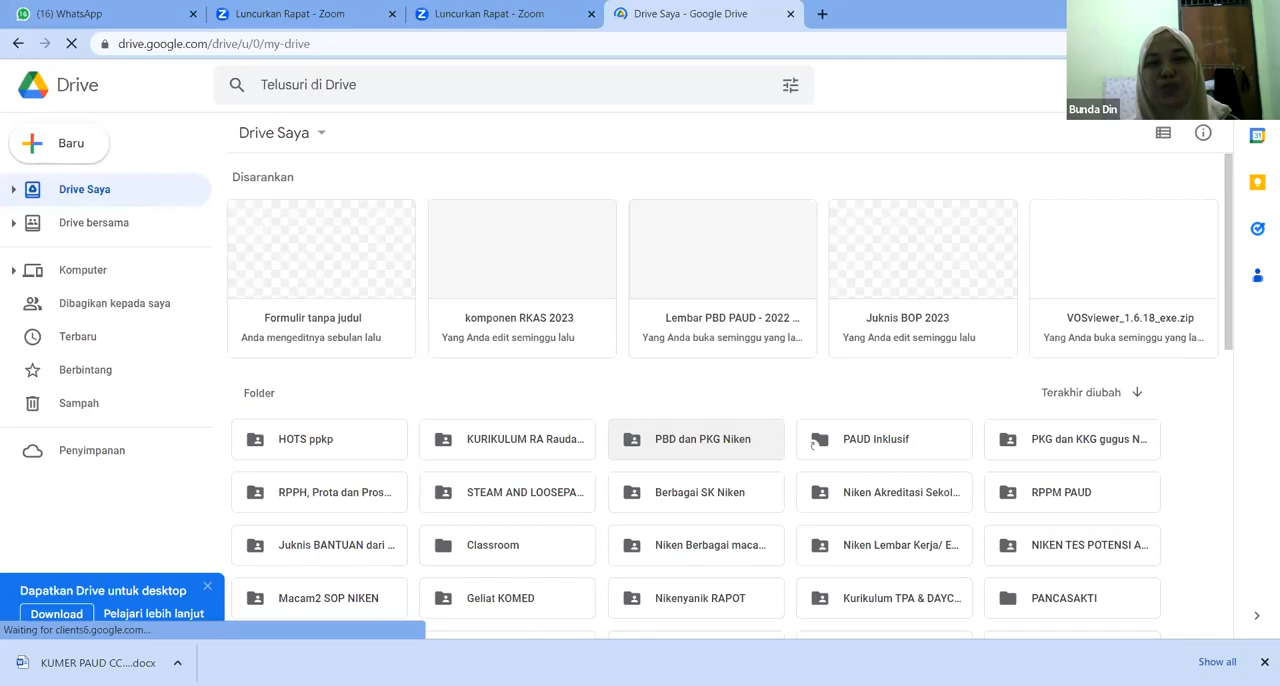 (16) WhatsApp
Luncurkan Rapat - Zoom
Luncurkan Rapat - Zoom
Drive Saya - Google Drive
drive.google.com/drive/u/0/my-drive
Bunda Din
Drive
Telusuri di Drive
Baru
Drive Saya
Drive Saya
Drive bersama
Komputer
Dibagikan kepada saya
Terbaru
Berbintang
Sampah
Penyimpanan
Disarankan
Formulir tanpa judul
Anda mengeditnya sebulan lalu
komponen RKAS 2023
Yang Anda edit seminggu lalu
Lembar PBD PAUD - 2022 ...
Yang Anda buka seminggu yang la...
Juknis BOP 2023
Yang Anda edit seminggu lalu
VOSviewer_1.6.18_exe.zip
Yang Anda buka seminggu yang la...
Folder
Terakhir diubah
HOTS ppkp
KURIKULUM RA Rauda...
PBD dan PKG Niken
PAUD Inklusif
PKG dan KKG gugus N...
RPPH, Prota dan Pros...
STEAM AND LOOSEPA...
Berbagai SK Niken
Niken Akreditasi Sekol...
RPPM PAUD
Juknis BANTUAN dari ...
Classroom
Niken Berbagai maca...
Niken Lembar Kerja/ E...
NIKEN TES POTENSI A...
Macam2 SOP NIKEN
Geliat KOMED
Nikenyanik RAPOT
Kurikulum TPA & DAYC...
PANCASAKTI
Dapatkan Drive untuk desktop
Download
Pelajari lebih lanjut
Waiting for clients6.google.com...
KUMER PAUD CC....docx
Show all